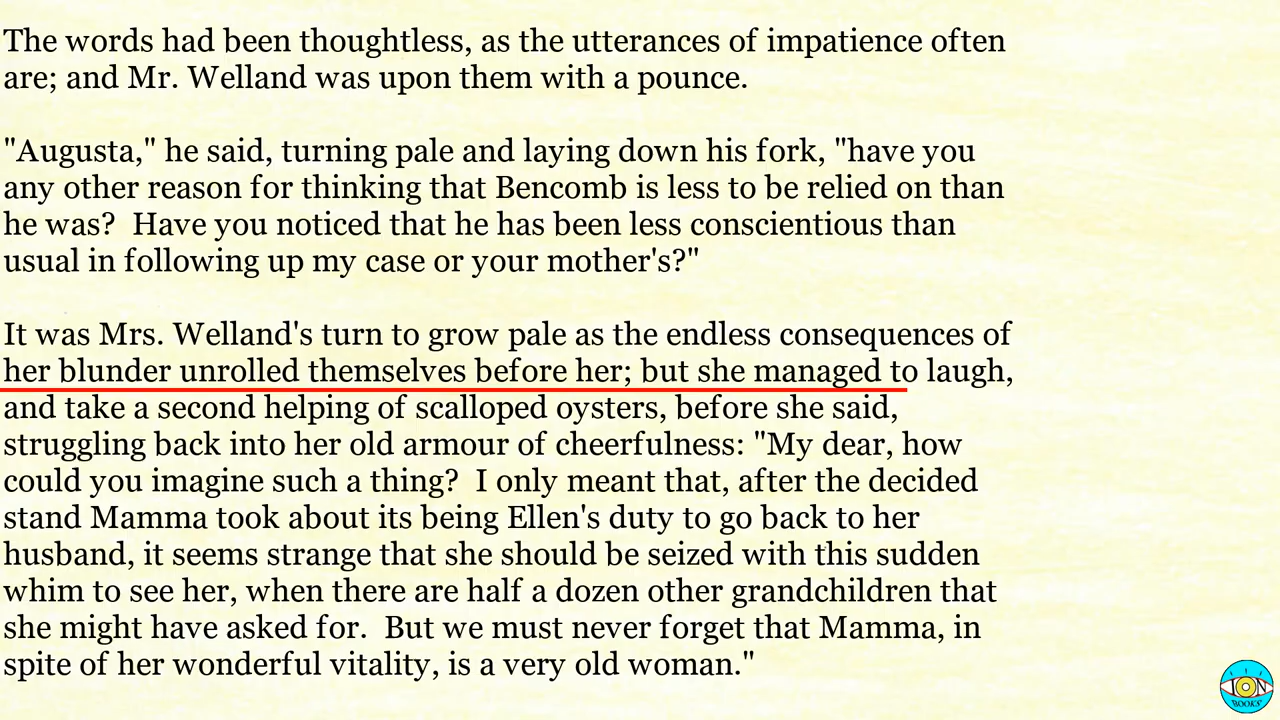 The words had been thoughtless, as the utterances of impatience often
are; and Mr. Welland was upon them with a pounce.
"Augusta," he said, turning pale and laying down his fork, "have you
any other reason for thinking that Bencomb is less to be relied on than
he was?  Have you noticed that he has been less conscientious than
usual in following up my case or your mother's?"
It was Mrs. Welland's turn to grow pale as the endless consequences of
her blunder unrolled themselves before her; but she managed to laugh,
and take a second helping of scalloped oysters, before she said,
struggling back into her old armour of cheerfulness: "My dear, how
could you imagine such a thing?  I only meant that, after the decided
stand Mamma took about its being Ellen's duty to go back to her
husband, it seems strange that she should be seized with this sudden
whim to see her, when there are half a dozen other grandchildren that
she might have asked for.  But we must never forget that Mamma, in
spite of her wonderful vitality, is a very old woman."
ION
BOOKS